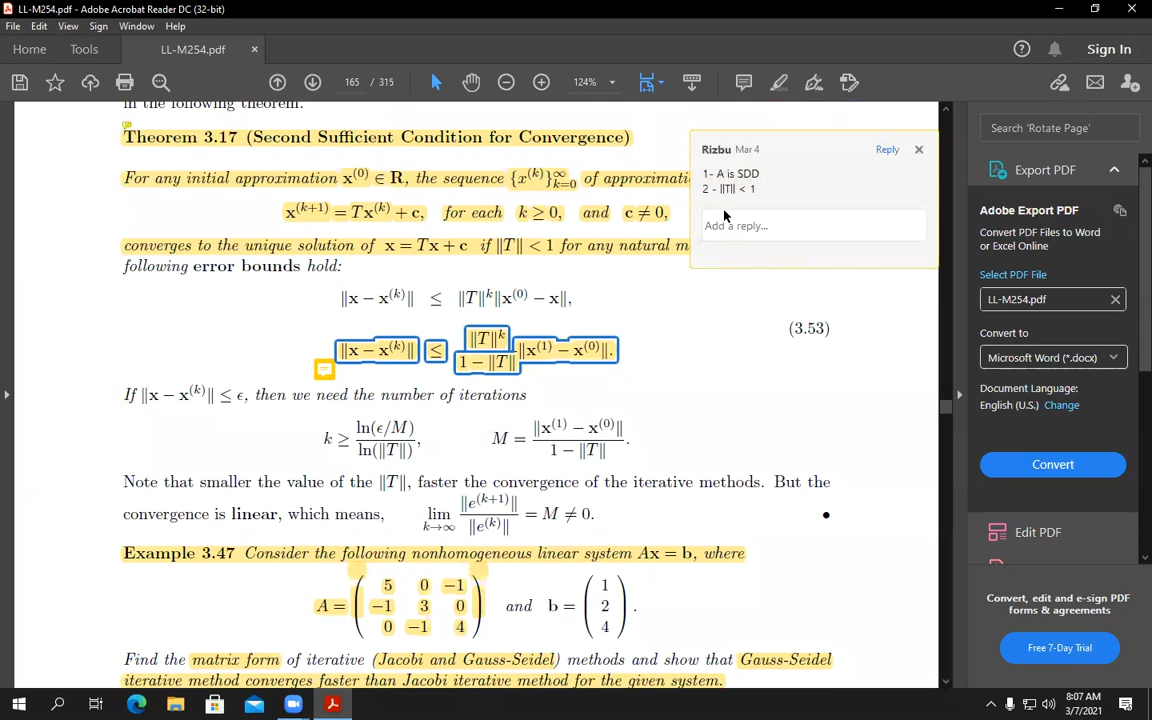 LL-M254.pdf - Adobe Acrobat Reader DC (32-bit)
File Edit View Sign Window Help
Home Tools LL-M254.pdf × Sign In
165 / 315 124%
in the following theorem.
Theorem 3.17 (Second Sufficient Condition for Convergence)
For any initial approximation x^(0) ∈ R, the sequence {x^(k)}_{k=0}^∞ of approximati
x^(k+1) = Tx^(k) + c, for each k ≥ 0, and c ≠ 0,
converges to the unique solution of x = Tx + c if ‖T‖ < 1 for any natural m
following error bounds hold:
‖x − x^(k)‖ ≤ ‖T‖^k ‖x^(0) − x‖,
‖x − x^(k)‖ ≤ ‖T‖^k / (1 − ‖T‖) ‖x^(1) − x^(0)‖. (3.53)
If ‖x − x^(k)‖ ≤ ϵ, then we need the number of iterations
k ≥ ln(ϵ/M) / ln(‖T‖), M = ‖x^(1) − x^(0)‖ / (1 − ‖T‖).
Note that smaller the value of the ‖T‖, faster the convergence of the iterative methods. But the
convergence is linear, which means, lim_{k→∞} ‖e^(k+1)‖ / ‖e^(k)‖ = M ≠ 0. •
Example 3.47 Consider the following nonhomogeneous linear system Ax = b, where
5 0 −1 1
A = −1 3 0 and b = 2 .
0 −1 4 4
Find the matrix form of iterative (Jacobi and Gauss-Seidel) methods and show that Gauss-Seidel
iterative method converges faster than Jacobi iterative method for the given system.
Rizbu Mar 4 Reply
1- A is SDD
2 - ‖T‖ < 1
Add a reply...
Search 'Rotate Page'
Export PDF
Adobe Export PDF
Convert PDF Files to Word
or Excel Online
Select PDF File
LL-M254.pdf
Convert to
Microsoft Word (*.docx)
Document Language:
English (U.S.) Change
Convert
Edit PDF
Convert, edit and e-sign PDF
forms & agreements
Free 7-Day Trial
8:07 AM
3/7/2021